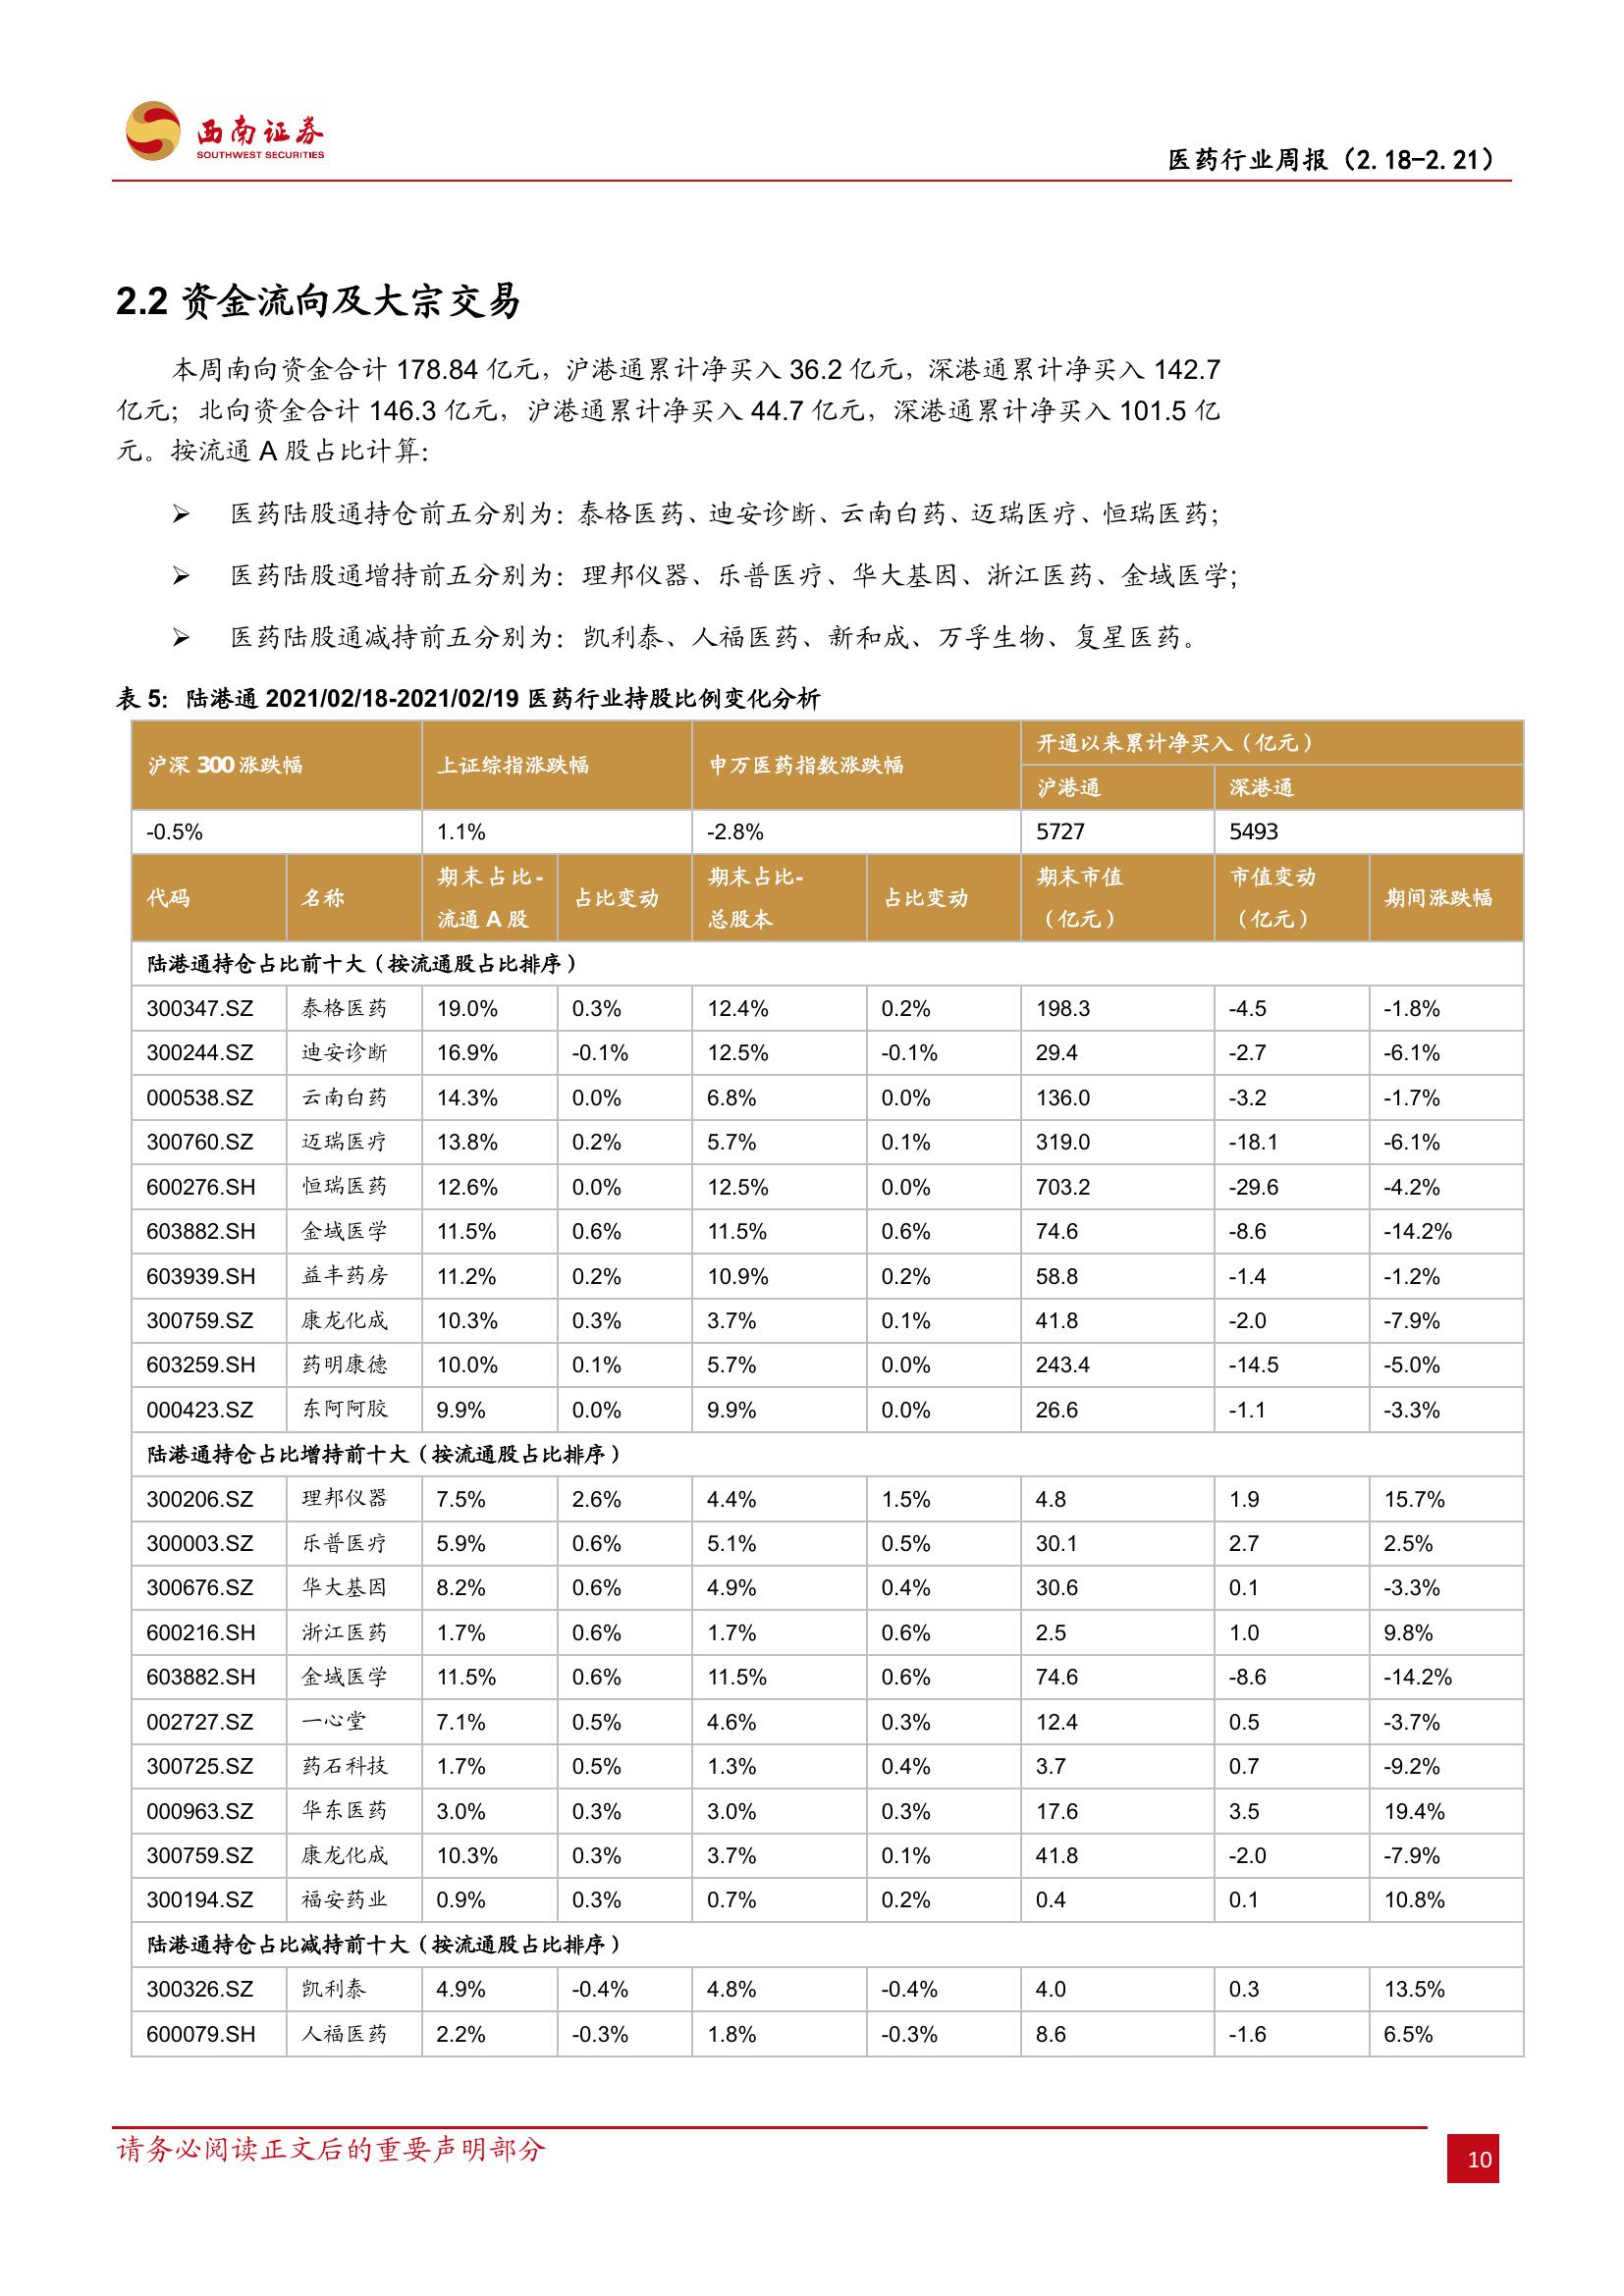 西南证券
SOUTHWEST SECURITIES
医药行业周报（2.18-2.21）
2.2 资金流向及大宗交易
本周南向资金合计 178.84 亿元，沪港通累计净买入 36.2 亿元，深港通累计净买入 142.7
亿元；北向资金合计 146.3 亿元，沪港通累计净买入 44.7 亿元，深港通累计净买入 101.5 亿
元。按流通 A 股占比计算：
➢ 医药陆股通持仓前五分别为：泰格医药、迪安诊断、云南白药、迈瑞医疗、恒瑞医药；
➢ 医药陆股通增持前五分别为：理邦仪器、乐普医疗、华大基因、浙江医药、金域医学;
➢ 医药陆股通减持前五分别为：凯利泰、人福医药、新和成、万孚生物、复星医药。
表 5：陆港通 2021/02/18-2021/02/19 医药行业持股比例变化分析
沪深 300 涨跌幅 上证综指涨跌幅 申万医药指数涨跌幅 开通以来累计净买入（亿元）
沪港通 深港通
-0.5% 1.1% -2.8% 5727 5493
代码 名称 期末占比-流通 A 股 占比变动 期末占比-总股本 占比变动 期末市值（亿元） 市值变动（亿元） 期间涨跌幅
陆港通持仓占比前十大（按流通股占比排序）
300347.SZ 泰格医药 19.0% 0.3% 12.4% 0.2% 198.3 -4.5 -1.8%
300244.SZ 迪安诊断 16.9% -0.1% 12.5% -0.1% 29.4 -2.7 -6.1%
000538.SZ 云南白药 14.3% 0.0% 6.8% 0.0% 136.0 -3.2 -1.7%
300760.SZ 迈瑞医疗 13.8% 0.2% 5.7% 0.1% 319.0 -18.1 -6.1%
600276.SH 恒瑞医药 12.6% 0.0% 12.5% 0.0% 703.2 -29.6 -4.2%
603882.SH 金域医学 11.5% 0.6% 11.5% 0.6% 74.6 -8.6 -14.2%
603939.SH 益丰药房 11.2% 0.2% 10.9% 0.2% 58.8 -1.4 -1.2%
300759.SZ 康龙化成 10.3% 0.3% 3.7% 0.1% 41.8 -2.0 -7.9%
603259.SH 药明康德 10.0% 0.1% 5.7% 0.0% 243.4 -14.5 -5.0%
000423.SZ 东阿阿胶 9.9% 0.0% 9.9% 0.0% 26.6 -1.1 -3.3%
陆港通持仓占比增持前十大（按流通股占比排序）
300206.SZ 理邦仪器 7.5% 2.6% 4.4% 1.5% 4.8 1.9 15.7%
300003.SZ 乐普医疗 5.9% 0.6% 5.1% 0.5% 30.1 2.7 2.5%
300676.SZ 华大基因 8.2% 0.6% 4.9% 0.4% 30.6 0.1 -3.3%
600216.SH 浙江医药 1.7% 0.6% 1.7% 0.6% 2.5 1.0 9.8%
603882.SH 金域医学 11.5% 0.6% 11.5% 0.6% 74.6 -8.6 -14.2%
002727.SZ 一心堂 7.1% 0.5% 4.6% 0.3% 12.4 0.5 -3.7%
300725.SZ 药石科技 1.7% 0.5% 1.3% 0.4% 3.7 0.7 -9.2%
000963.SZ 华东医药 3.0% 0.3% 3.0% 0.3% 17.6 3.5 19.4%
300759.SZ 康龙化成 10.3% 0.3% 3.7% 0.1% 41.8 -2.0 -7.9%
300194.SZ 福安药业 0.9% 0.3% 0.7% 0.2% 0.4 0.1 10.8%
陆港通持仓占比减持前十大（按流通股占比排序）
300326.SZ 凯利泰 4.9% -0.4% 4.8% -0.4% 4.0 0.3 13.5%
600079.SH 人福医药 2.2% -0.3% 1.8% -0.3% 8.6 -1.6 6.5%
请务必阅读正文后的重要声明部分
10